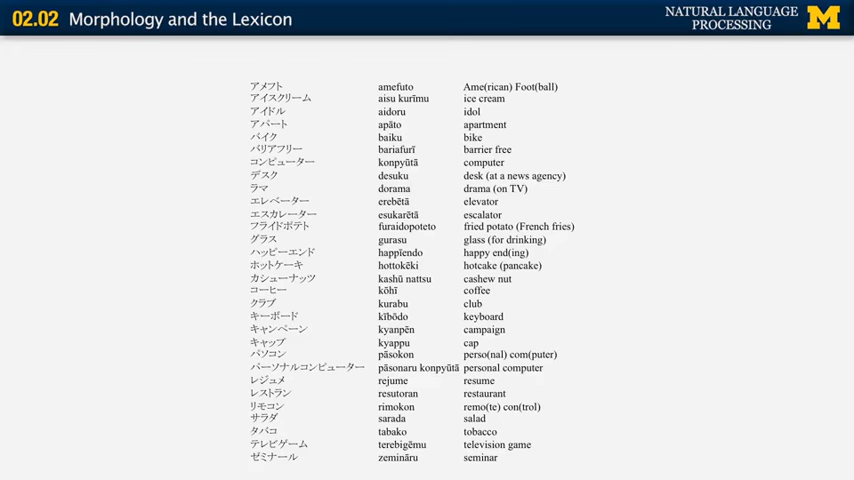 02.02 Morphology and the Lexicon
NATURAL LANGUAGE
PROCESSING
アメフト amefuto Ame(rican) Foot(ball)
アイスクリーム aisu kurīmu ice cream
アイドル aidoru idol
アパート apāto apartment
バイク baiku bike
バリアフリー bariafurī barrier free
コンピューター konpyūtā computer
デスク desuku desk (at a news agency)
ラマ dorama drama (on TV)
エレベーター erebētā elevator
エスカレーター esukarētā escalator
フライドポテト furaidopoteto fried potato (French fries)
グラス gurasu glass (for drinking)
ハッピーエンド happīendo happy end(ing)
ホットケーキ hottokēki hotcake (pancake)
カシューナッツ kashū nattsu cashew nut
コーヒー kōhī coffee
クラブ kurabu club
キーボード kībōdo keyboard
キャンペーン kyanpēn campaign
キャップ kyappu cap
パソコン pāsokon perso(nal) com(puter)
パーソナルコンピューター pāsonaru konpyūtā personal computer
レジュメ rejume resume
レストラン resutoran restaurant
リモコン rimokon remo(te) con(trol)
サラダ sarada salad
タバコ tabako tobacco
テレビゲーム terebigēmu television game
ゼミナール zemināru seminar